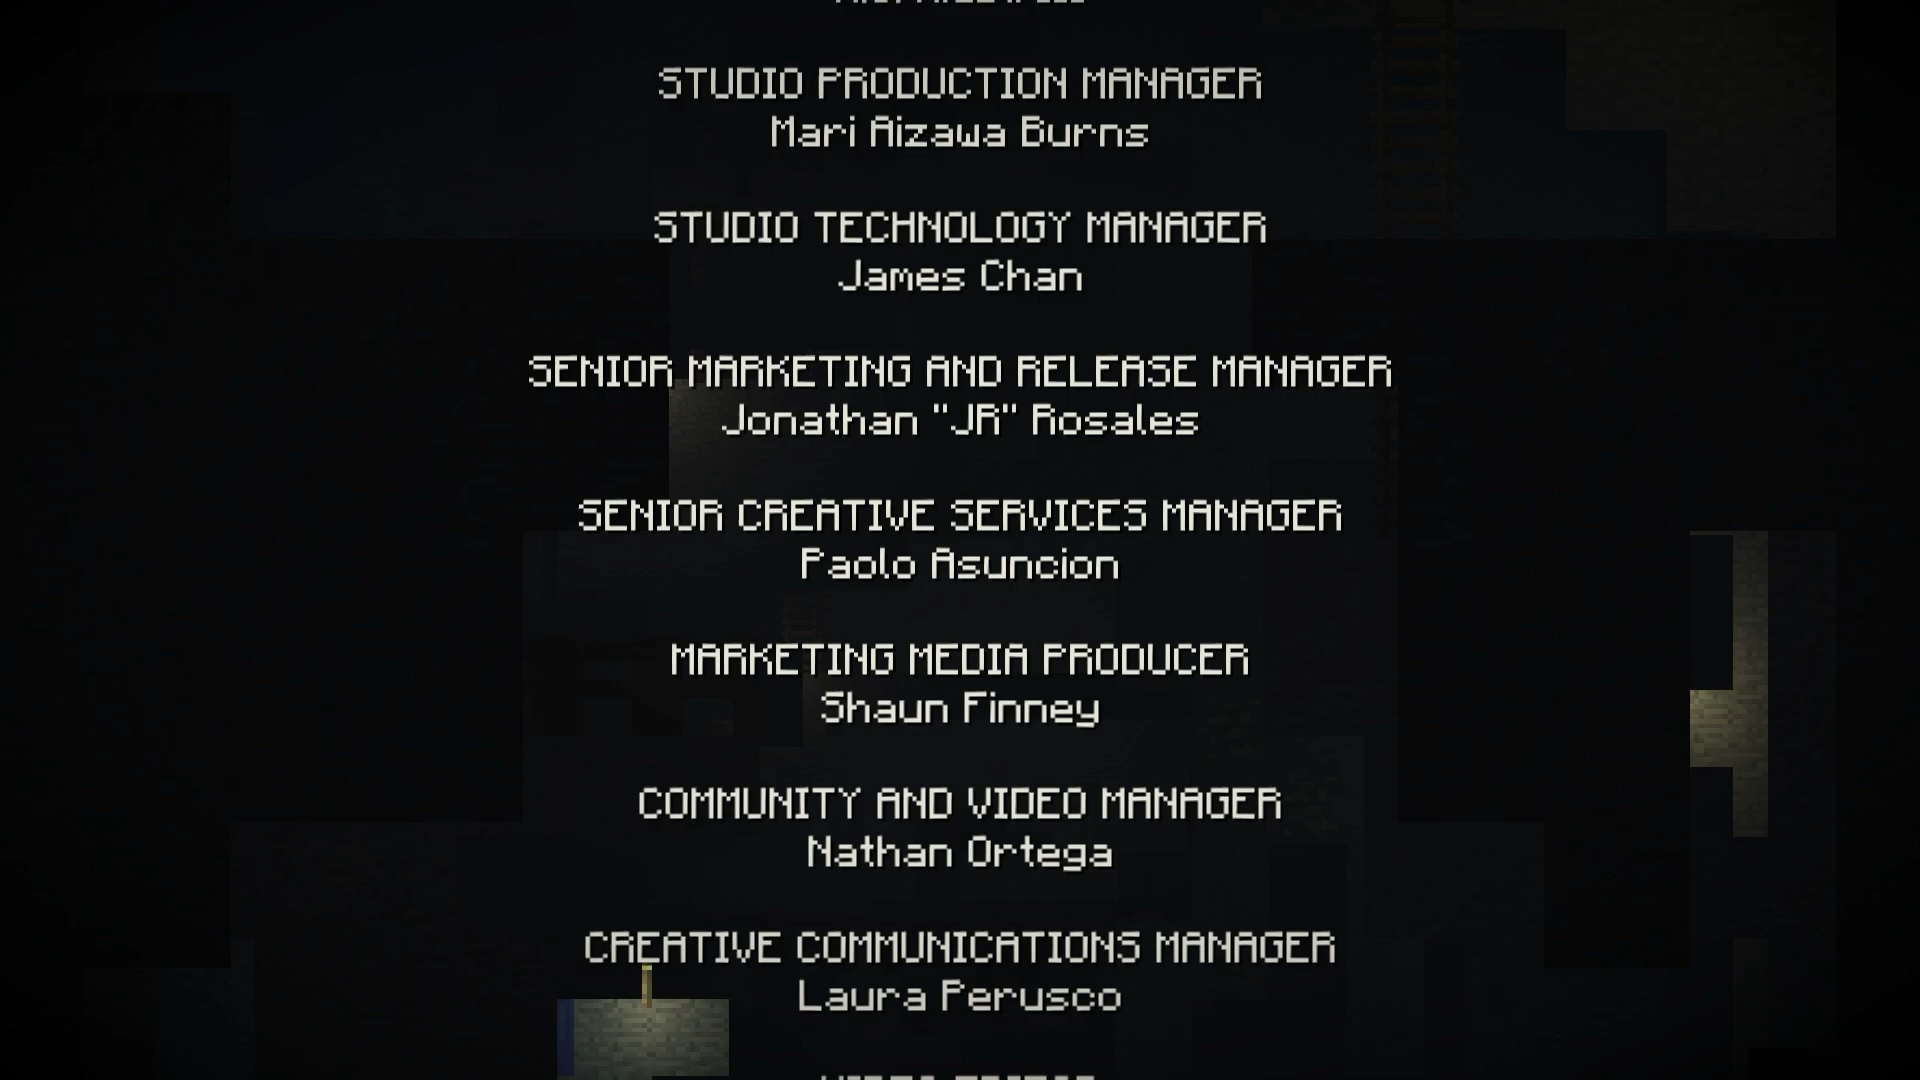 STUDIO PRODUCTION MANAGER
Mari Aizawa Burns
STUDIO TECHNOLOGY MANAGER
James Chan
SENIOR MARKETING AND RELEASE MANAGER
Jonathan "JR" Rosales
SENIOR CREATIVE SERVICES MANAGER
Paolo Asuncion
MARKETING MEDIA PRODUCER
Shaun Finney
COMMUNITY AND VIDEO MANAGER
Nathan Ortega
CREATIVE COMMUNICATIONS MANAGER
Laura Perusco